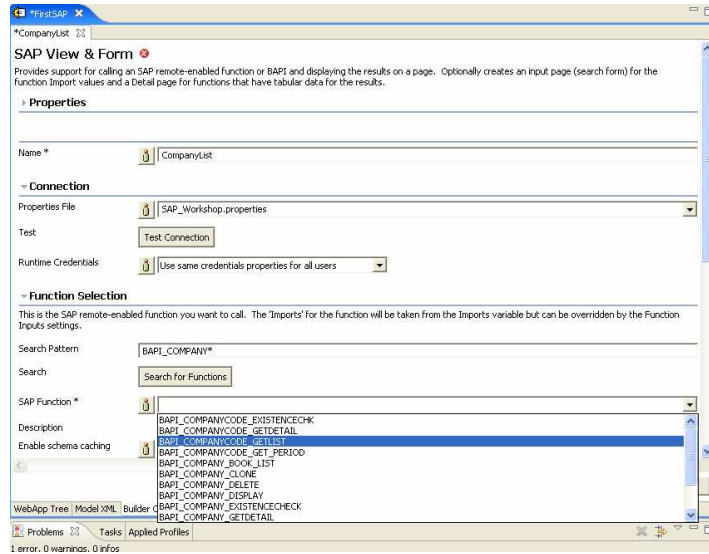 *FirstSAP
*CompanyList
SAP View & Form
Provides support for calling an SAP remote-enabled function or BAPI and displaying the results on a page. Optionally creates an input page (search form) for the
function Import values and a Detail page for functions that have tabular data for the results.
Properties
Name * CompanyList
Connection
Properties File SAP_Workshop.properties
Test Test Connection
Runtime Credentials Use same credentials properties for all users
Function Selection
This is the SAP remote-enabled function you want to call. The 'Imports' for the function will be taken from the Imports variable but can be overridden by the Function
Inputs settings.
Search Pattern BAPI_COMPANY*
Search Search for Functions
SAP Function *
BAPI_COMPANYCODE_EXISTENCECHK
Description BAPI_COMPANYCODE_GETDETAIL
Enable schema caching BAPI_COMPANYCODE_GETLIST
BAPI_COMPANYCODE_GET_PERIOD
BAPI_COMPANY_BOOK_LIST
BAPI_COMPANY_CLONE
BAPI_COMPANY_DELETE
BAPI_COMPANY_DISPLAY
WebApp Tree Model XML Builder C BAPI_COMPANY_EXISTENCECHECK
BAPI_COMPANY_GETDETAIL
Problems Tasks Applied Profiles
1 error, 0 warnings, 0 infos